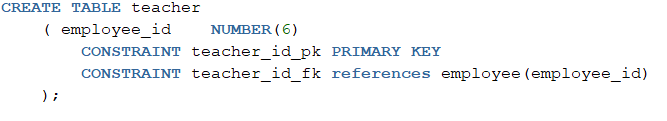 CREATE TABLE teacher
( employee_id NUMBER(6)
CONSTRAINT teacher_id_pk PRIMARY KEY
CONSTRAINT teacher_id_fk references employee(employee_id)
);